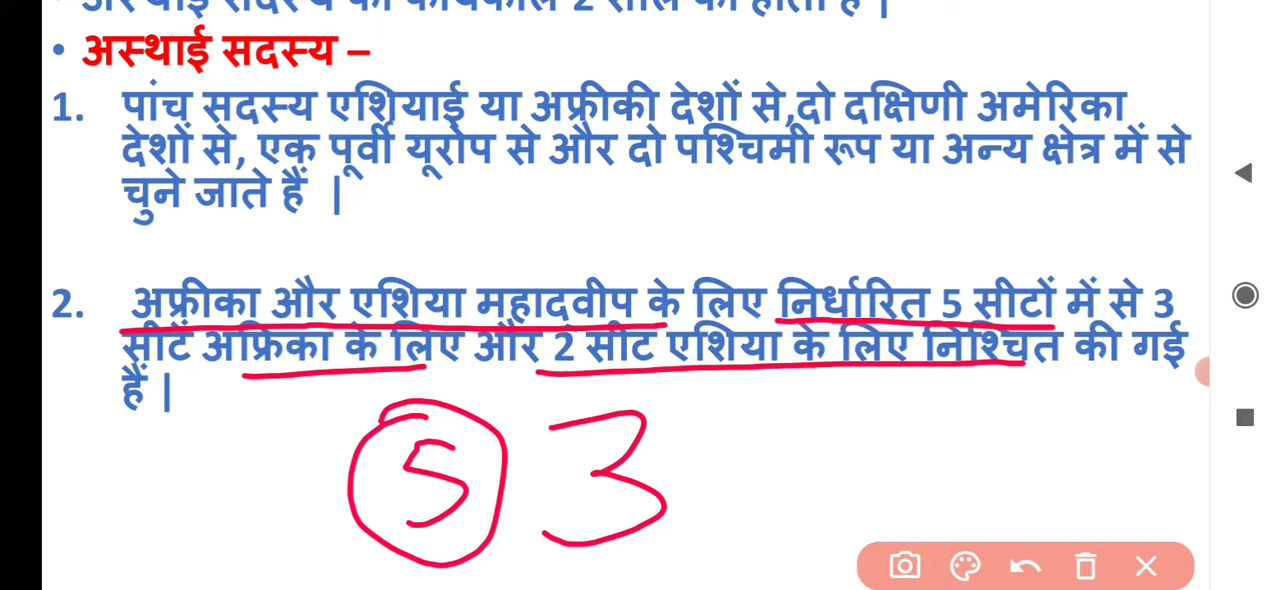 • अस्थाई सदस्य –
1. पांच सदस्य एशियाई या अफ्रीकी देशों से,दो दक्षिणी अमेरिका
देशों से, एक पूर्वी यूरोप से और दो पश्चिमी रूप या अन्य क्षेत्र में से
चुने जाते हैं |
2. अफ्रीका और एशिया महादवीप के लिए निर्धारित 5 सीटों में से 3
सीटें अफ्रिका के लिए और 2 सीट एशिया के लिए निश्चित की गई
हैं |
5 3